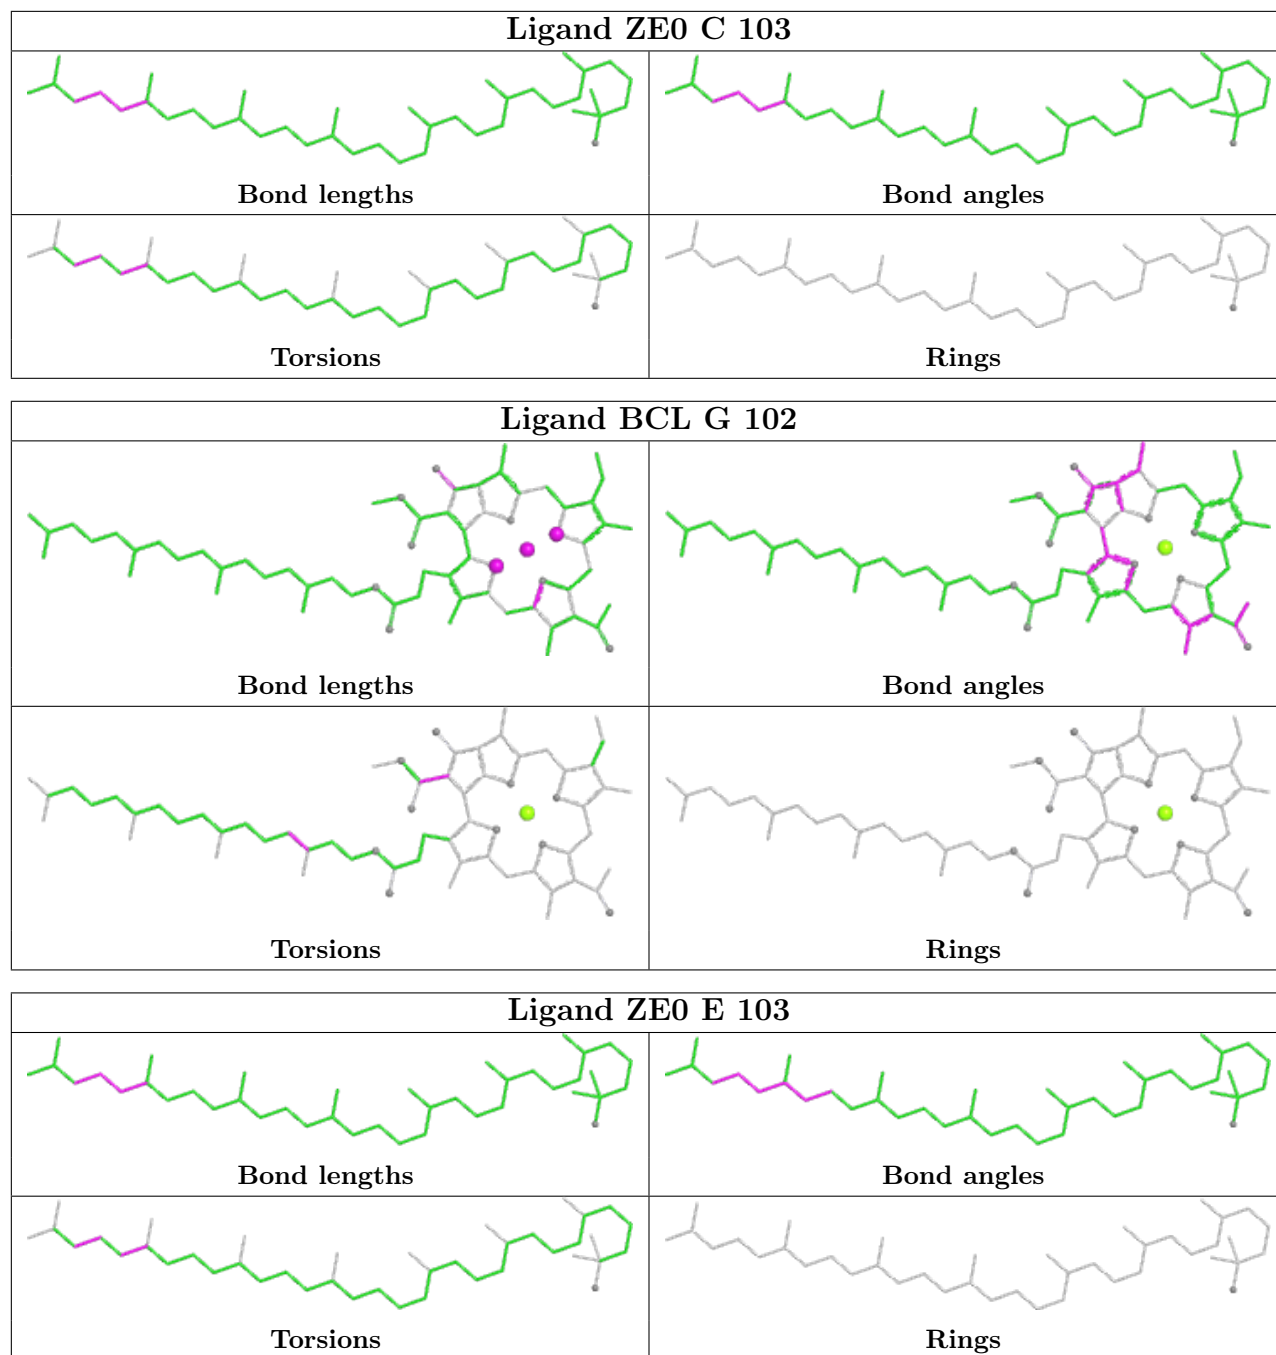 Ligand ZE0 C 103
Bond lengths
Bond angles
Torsions
Rings
Ligand BCL G 102
Bond lengths
Bond angles
Torsions
Rings
Ligand ZE0 E 103
Bond lengths
Bond angles
Torsions
Rings